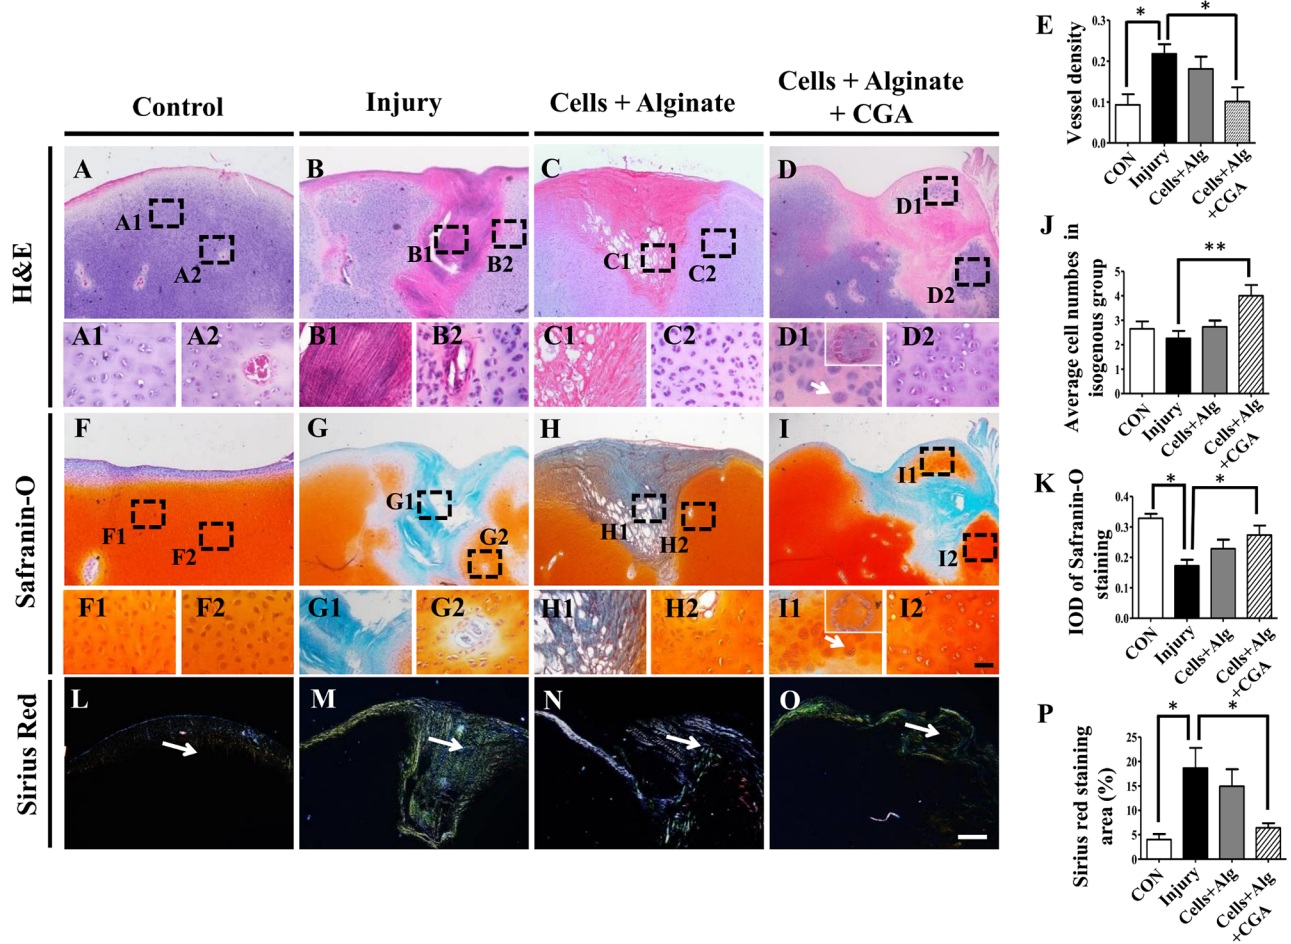 Control
Injury
Cells + Alginate
Cells + Alginate
+ CGA
H&E
A
A1
A2
B
B1
B2
C
C1
C2
D
D1
D2
A1
A2
B1
B2
C1
C2
D1
D2
Safranin-O
F
F1
F2
G
G1
G2
H
H1
H2
I
I1
I2
F1
F2
G1
G2
H1
H2
I1
I2
Sirius Red
L
M
N
O
E
*
*
Vessel density
0.3
0.2
0.1
0.0
CON
Injury
Cells+Alg
Cells+Alg
+CGA
J
**
Average cell numbes in
isogenous group
6
5
4
3
2
1
0
CON
Injury
Cells+Alg
Cells+Alg
+CGA
K
*
*
IOD of Safranin-O
staining
0.4
0.3
0.2
0.1
0.0
CON
Injury
Cells+Alg
Cells+Alg
+CGA
P
*
*
Sirius red staining
area (%)
25
20
15
10
5
0
CON
Injury
Cells+Alg
Cells+Alg
+CGA